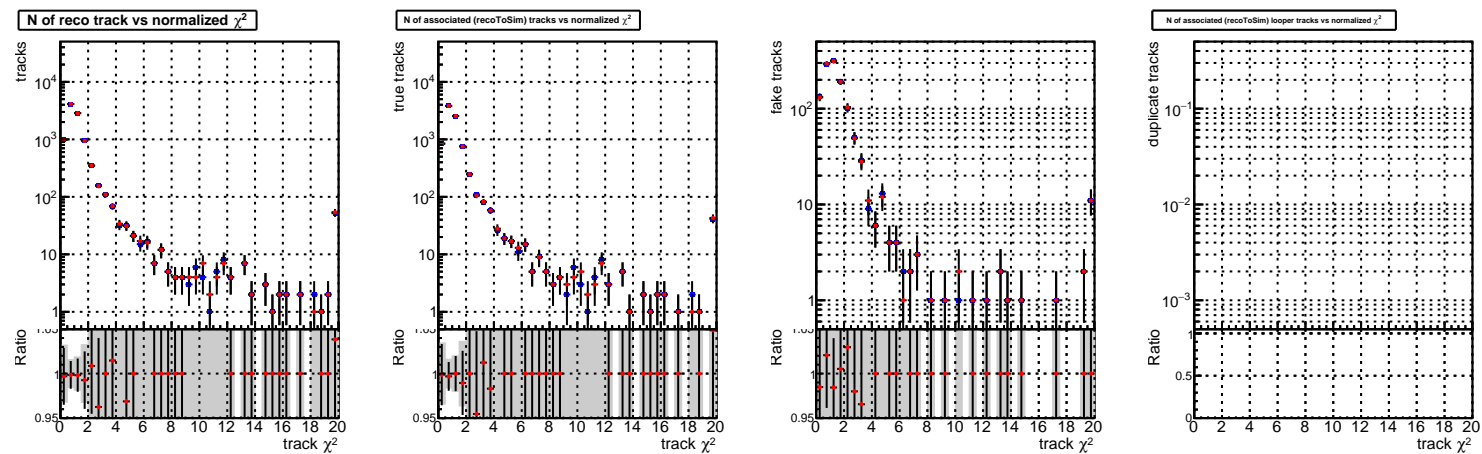 N of reco track vs normalized χ²
tracks
10⁴
10³
10²
10
1
Ratio
1.05
1
0.95
0 2 4 6 8 10 12 14 16 18 20
track χ²
N of associated (recoToSim) tracks vs normalized χ²
true tracks
10⁴
10³
10²
10
1
Ratio
1.05
1
0.95
0 2 4 6 8 10 12 14 16 18 20
track χ²
fake tracks
10²
10
1
Ratio
1.05
1
0.95
0 2 4 6 8 10 12 14 16 18 20
track χ²
N of associated (recoToSim) looper tracks vs normalized χ²
duplicate tracks
10⁻¹
10⁻²
10⁻³
Ratio
1
0.5
0
0 2 4 6 8 10 12 14 16 18 20
track χ²